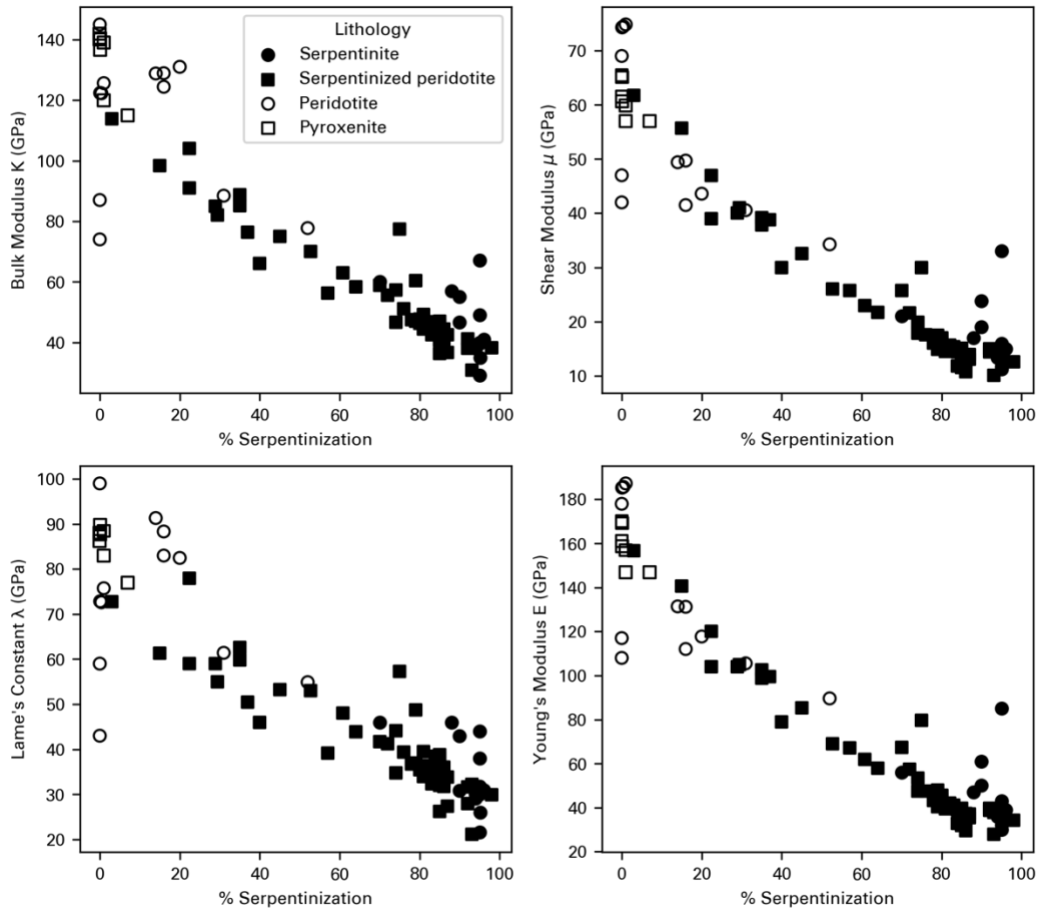 140
120
100
80
60
40
Bulk Modulus K (GPa)
Lithology
Serpentinite
Serpentinized peridotite
Peridotite
Pyroxenite
0 20 40 60 80 100
% Serpentinization
70
60
50
40
30
20
10
Shear Modulus μ (GPa)
0 20 40 60 80 100
% Serpentinization
100
90
80
70
60
50
40
30
20
Lame's Constant λ (GPa)
0 20 40 60 80 100
% Serpentinization
180
160
140
120
100
80
60
40
20
Young's Modulus E (GPa)
0 20 40 60 80 100
% Serpentinization